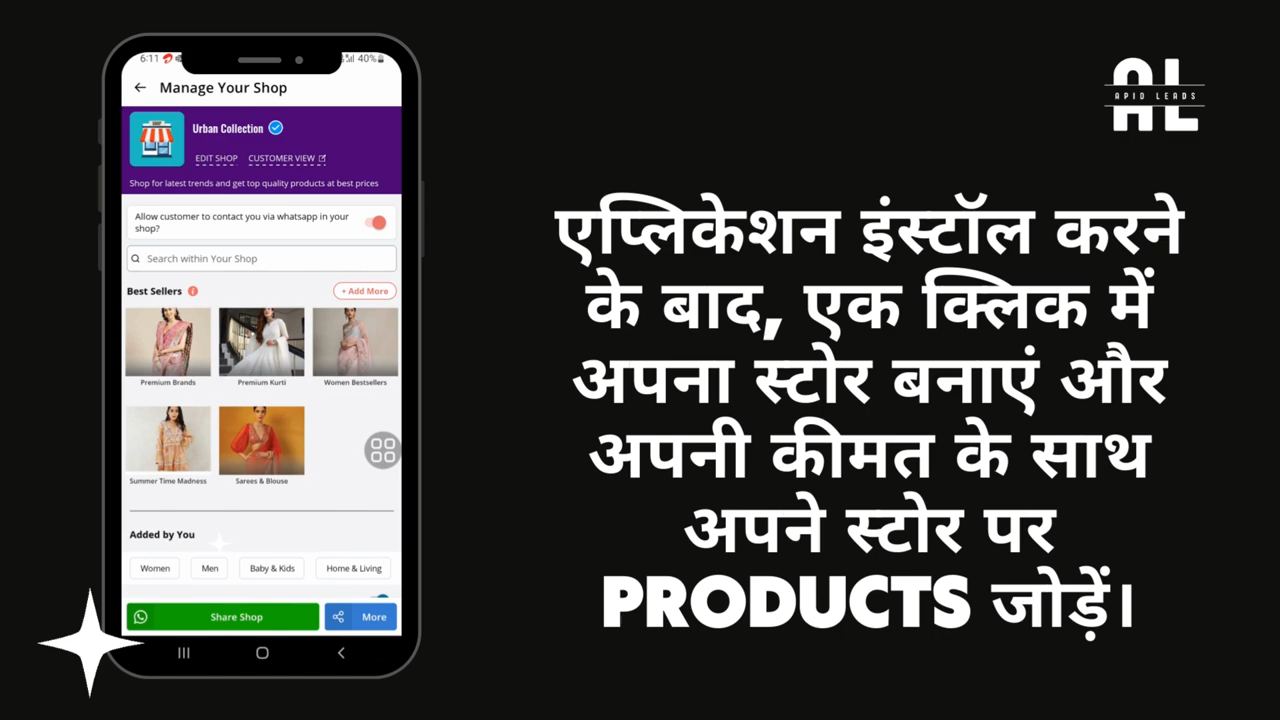 6:11
40%
Manage Your Shop
Urban Collection
EDIT SHOP CUSTOMER VIEW
Shop for latest trends and get top quality products at best prices
Allow customer to contact you via whatsapp in your
shop?
Search within Your Shop
Best Sellers
+ Add More
Premium Brands
Premium Kurti
Women Bestsellers
Summer Time Madness
Sarees & Blouse
Added by You
Women
Men
Baby & Kids
Home & Living
Share Shop
More
AL
APID LEADS
एप्लिकेशन इंस्टॉल करने
के बाद, एक क्लिक में
अपना स्टोर बनाएं और
अपनी कीमत के साथ
अपने स्टोर पर
PRODUCTS जोड़ें।